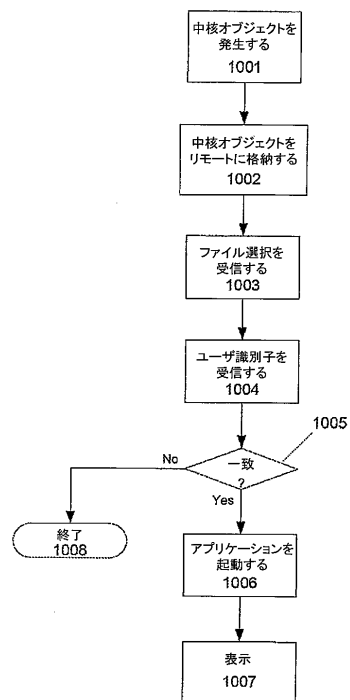 中核オブジェクトを
発生する
1001
中核オブジェクトを
リモートに格納する
1002
ファイル選択を
受信する
1003
ユーザ識別子を
受信する
1004
1005
一致
?
No
Yes
終了
1008
アプリケーションを
起動する
1006
表示
1007